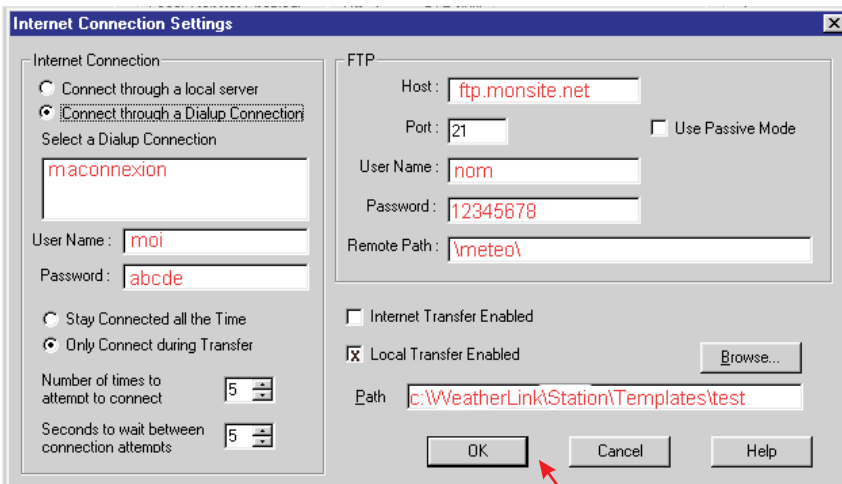 Internet Connection Settings
Internet Connection
Connect through a local server
Connect through a Dialup Connection
Select a Dialup Connection
maconnexion
User Name : moi
Password : abcde
Stay Connected all the Time
Only Connect during Transfer
Number of times to
attempt to connect
5
Seconds to wait between
connection attempts
5
FTP
Host : ftp.monsite.net
Port : 21
Use Passive Mode
User Name : nom
Password : 12345678
Remote Path : \meteo\
Internet Transfer Enabled
X Local Transfer Enabled
Browse...
Path c:\WeatherLink\Station\Templates\test
OK
Cancel
Help